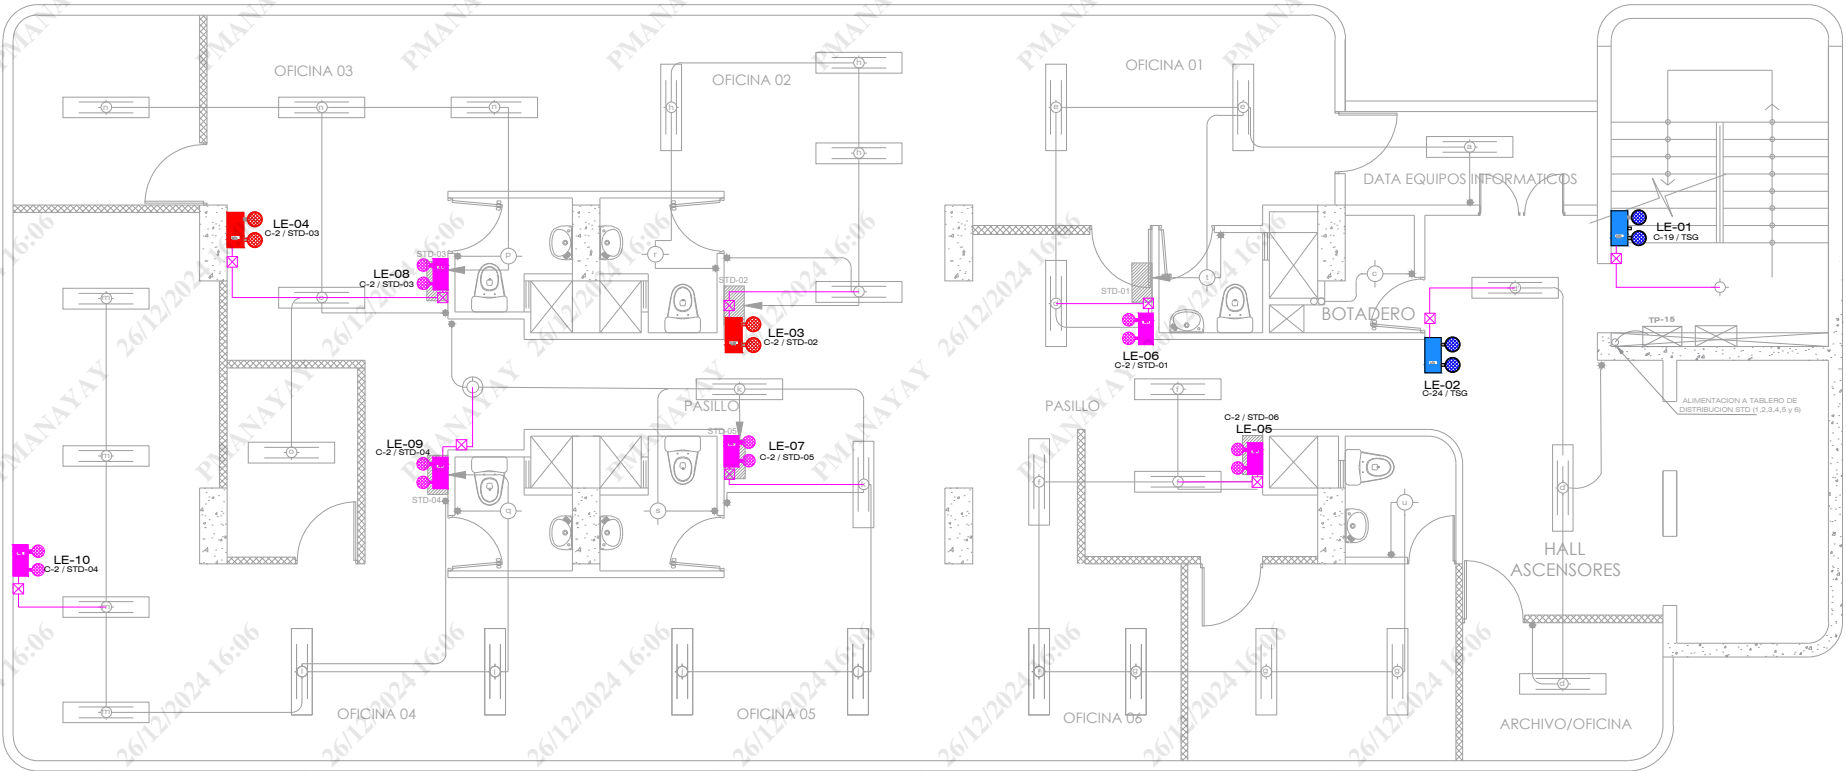 OFICINA 03
OFICINA 02
OFICINA 01
DATA EQUIPOS INFORMATICOS
LE-04
C-2 / STD-03
STD-03
LE-08
C-2 / STD-03
STD-02
LE-03
C-2 / STD-02
STD-01
LE-06
C-2 / STD-01
BOTADERO
LE-01
C-19 / TSG
TP-15
LE-02
C-24 / TSG
ALIMENTACION A TABLERO DE
DISTRIBUCION STD (1,2,3,4,5 y 6)
PASILLO
PASILLO
C-2 / STD-06
LE-05
STD-05
LE-07
C-2 / STD-05
LE-09
C-2 / STD-04
STD-04
LE-10
C-2 / STD-04
HALL
ASCENSORES
OFICINA 04
OFICINA 05
OFICINA 06
ARCHIVO/OFICINA
PMANAYAY
26/12/2024 16:06